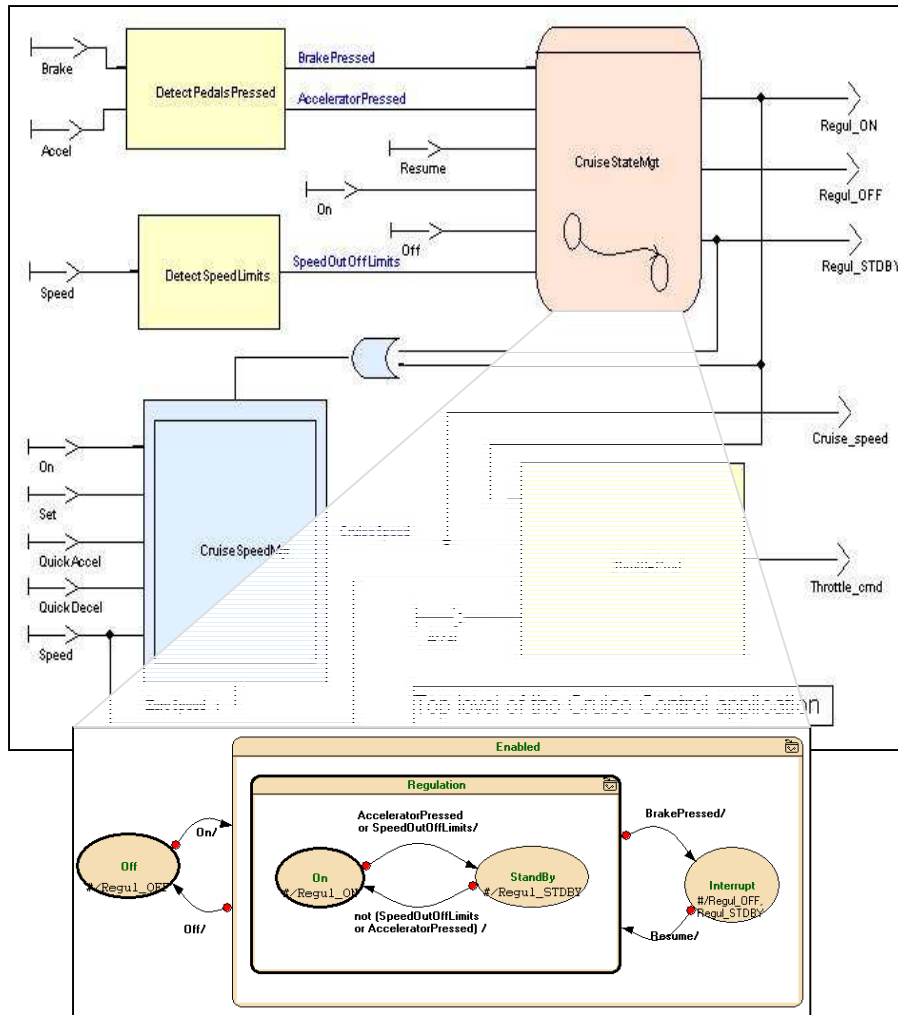 Brake
DetectPedalsPressed
BrakePressed
AcceleratorPressed
Accel
Resume
On
Off
CruiseStateMgt
Regul_ON
Regul_OFF
Regul_STDBY
Speed
DetectSpeedLimits
SpeedOutOffLimits
On
Set
QuickAccel
QuickDecel
Speed
CruiseSpeedM
Cruise_speed
Throttle_cmd
Top level of the Cruise Control application
Enabled
Regulation
On/
Off
#/Regul_OFF
Off/
AcceleratorPressed
or SpeedOutOffLimits/
On
#/Regul_ON
StandBy
#/Regul_STDBY
not (SpeedOutOffLimits
or AcceleratorPressed) /
BrakePressed/
Interrupt
#/Regul_OFF,
Regul_STDBY
Resume/